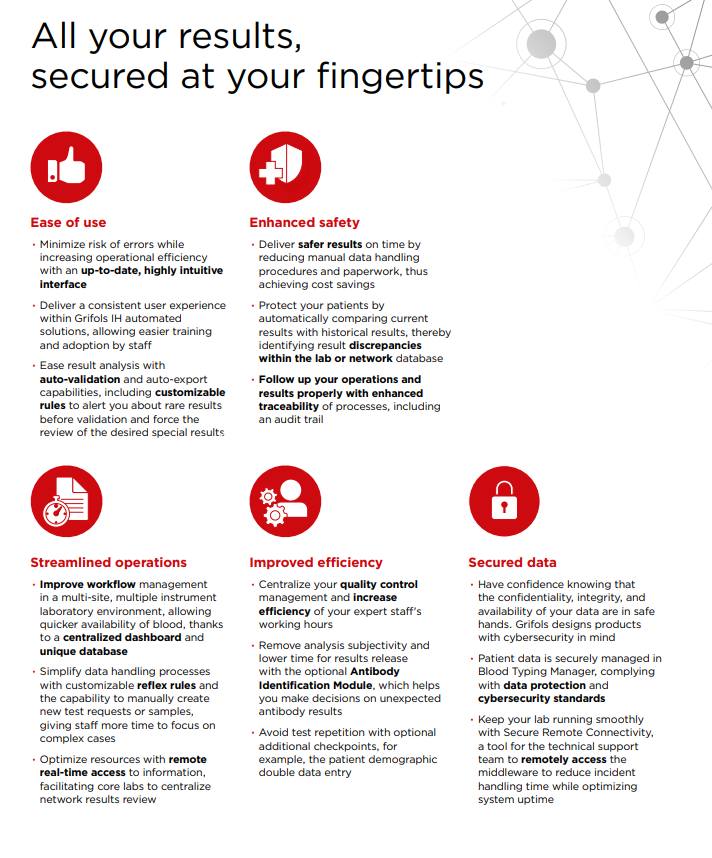 All your results,
secured at your fingertips
Ease of use
· Minimize risk of errors while
increasing operational efficiency
with an up-to-date, highly intuitive
interface
· Deliver a consistent user experience
within Grifols IH automated
solutions, allowing easier training
and adoption by staff
· Ease result analysis with
auto-validation and auto-export
capabilities, including customizable
rules to alert you about rare results
before validation and force the
review of the desired special results
Enhanced safety
· Deliver safer results on time by
reducing manual data handling
procedures and paperwork, thus
achieving cost savings
· Protect your patients by
automatically comparing current
results with historical results, thereby
identifying result discrepancies
within the lab or network database
· Follow up your operations and
results properly with enhanced
traceability of processes, including
an audit trail
Streamlined operations
· Improve workflow management
in a multi-site, multiple instrument
laboratory environment, allowing
quicker availability of blood, thanks
to a centralized dashboard and
unique database
· Simplify data handling processes
with customizable reflex rules and
the capability to manually create
new test requests or samples,
giving staff more time to focus on
complex cases
· Optimize resources with remote
real-time access to information,
facilitating core labs to centralize
network results review
Improved efficiency
· Centralize your quality control
management and increase
efficiency of your expert staff's
working hours
· Remove analysis subjectivity and
lower time for results release
with the optional Antibody
Identification Module, which helps
you make decisions on unexpected
antibody results
· Avoid test repetition with optional
additional checkpoints, for
example, the patient demographic
double data entry
Secured data
· Have confidence knowing that
the confidentiality, integrity, and
availability of your data are in safe
hands. Grifols designs products
with cybersecurity in mind
· Patient data is securely managed in
Blood Typing Manager, complying
with data protection and
cybersecurity standards
· Keep your lab running smoothly
with Secure Remote Connectivity,
a tool for the technical support
team to remotely access the
middleware to reduce incident
handling time while optimizing
system uptime